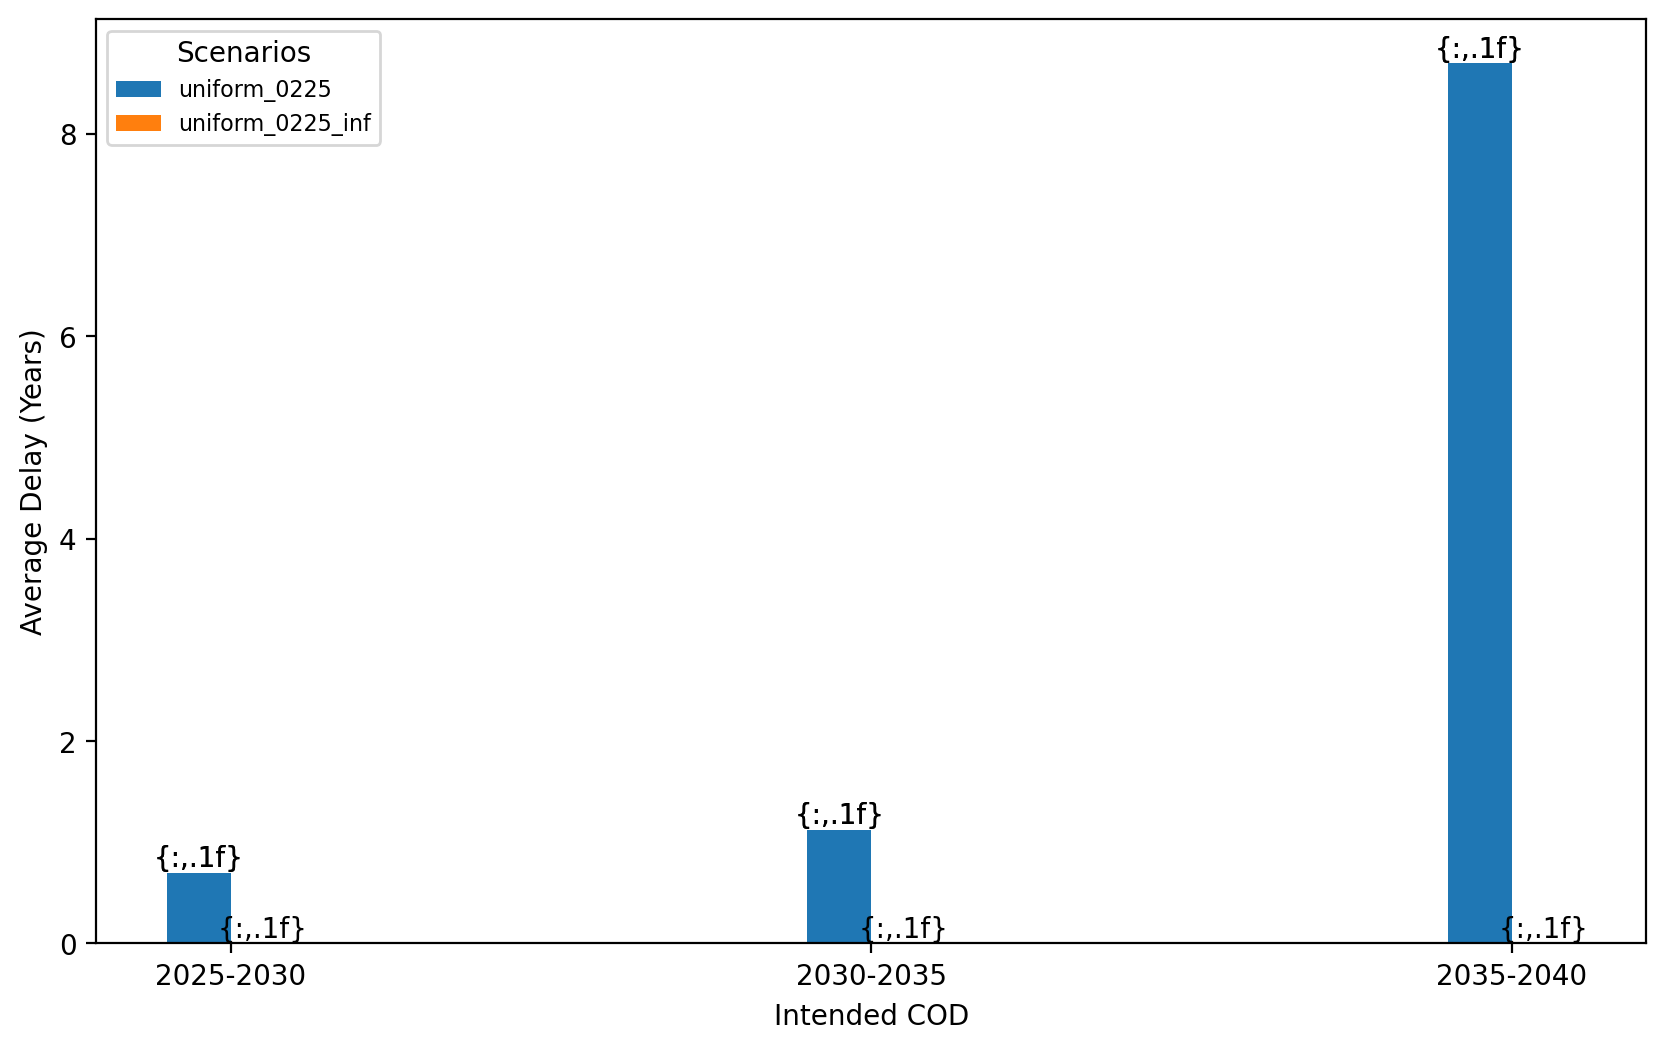 Scenarios
uniform_0225
uniform_0225_inf
{:,.1f}
{:,.1f}
{:,.1f}
{:,.1f}
{:,.1f}
{:,.1f}
8
6
4
2
0
Average Delay (Years)
2025-2030
2030-2035
2035-2040
Intended COD